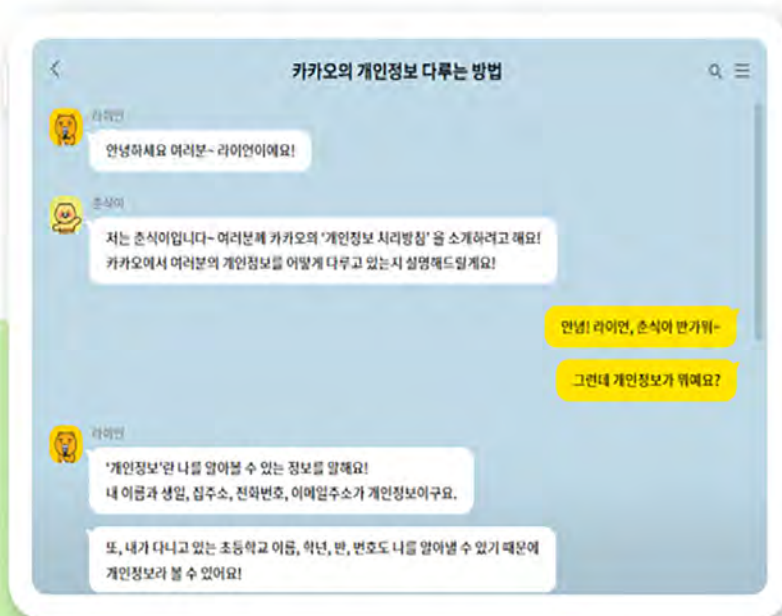 카카오의 개인정보 다루는 방법
라이언
안녕하세요 여러분~ 라이언이에요!
춘식이
저는 춘식이입니다~ 여러분께 카카오의 '개인정보 처리방침' 을 소개하려고 해요!
카카오에서 여러분의 개인정보를 어떻게 다루고 있는지 설명해드릴게요!
안녕! 라이언, 춘식아 반가워~
그런데 개인정보가 뭐예요?
라이언
'개인정보'란 나를 알아볼 수 있는 정보를 말해요!
내 이름과 생일, 집주소, 전화번호, 이메일주소가 개인정보이구요.
또, 내가 다니고 있는 초등학교 이름, 학년, 반, 번호도 나를 알아낼 수 있기 때문에
개인정보라 볼 수 있어요!